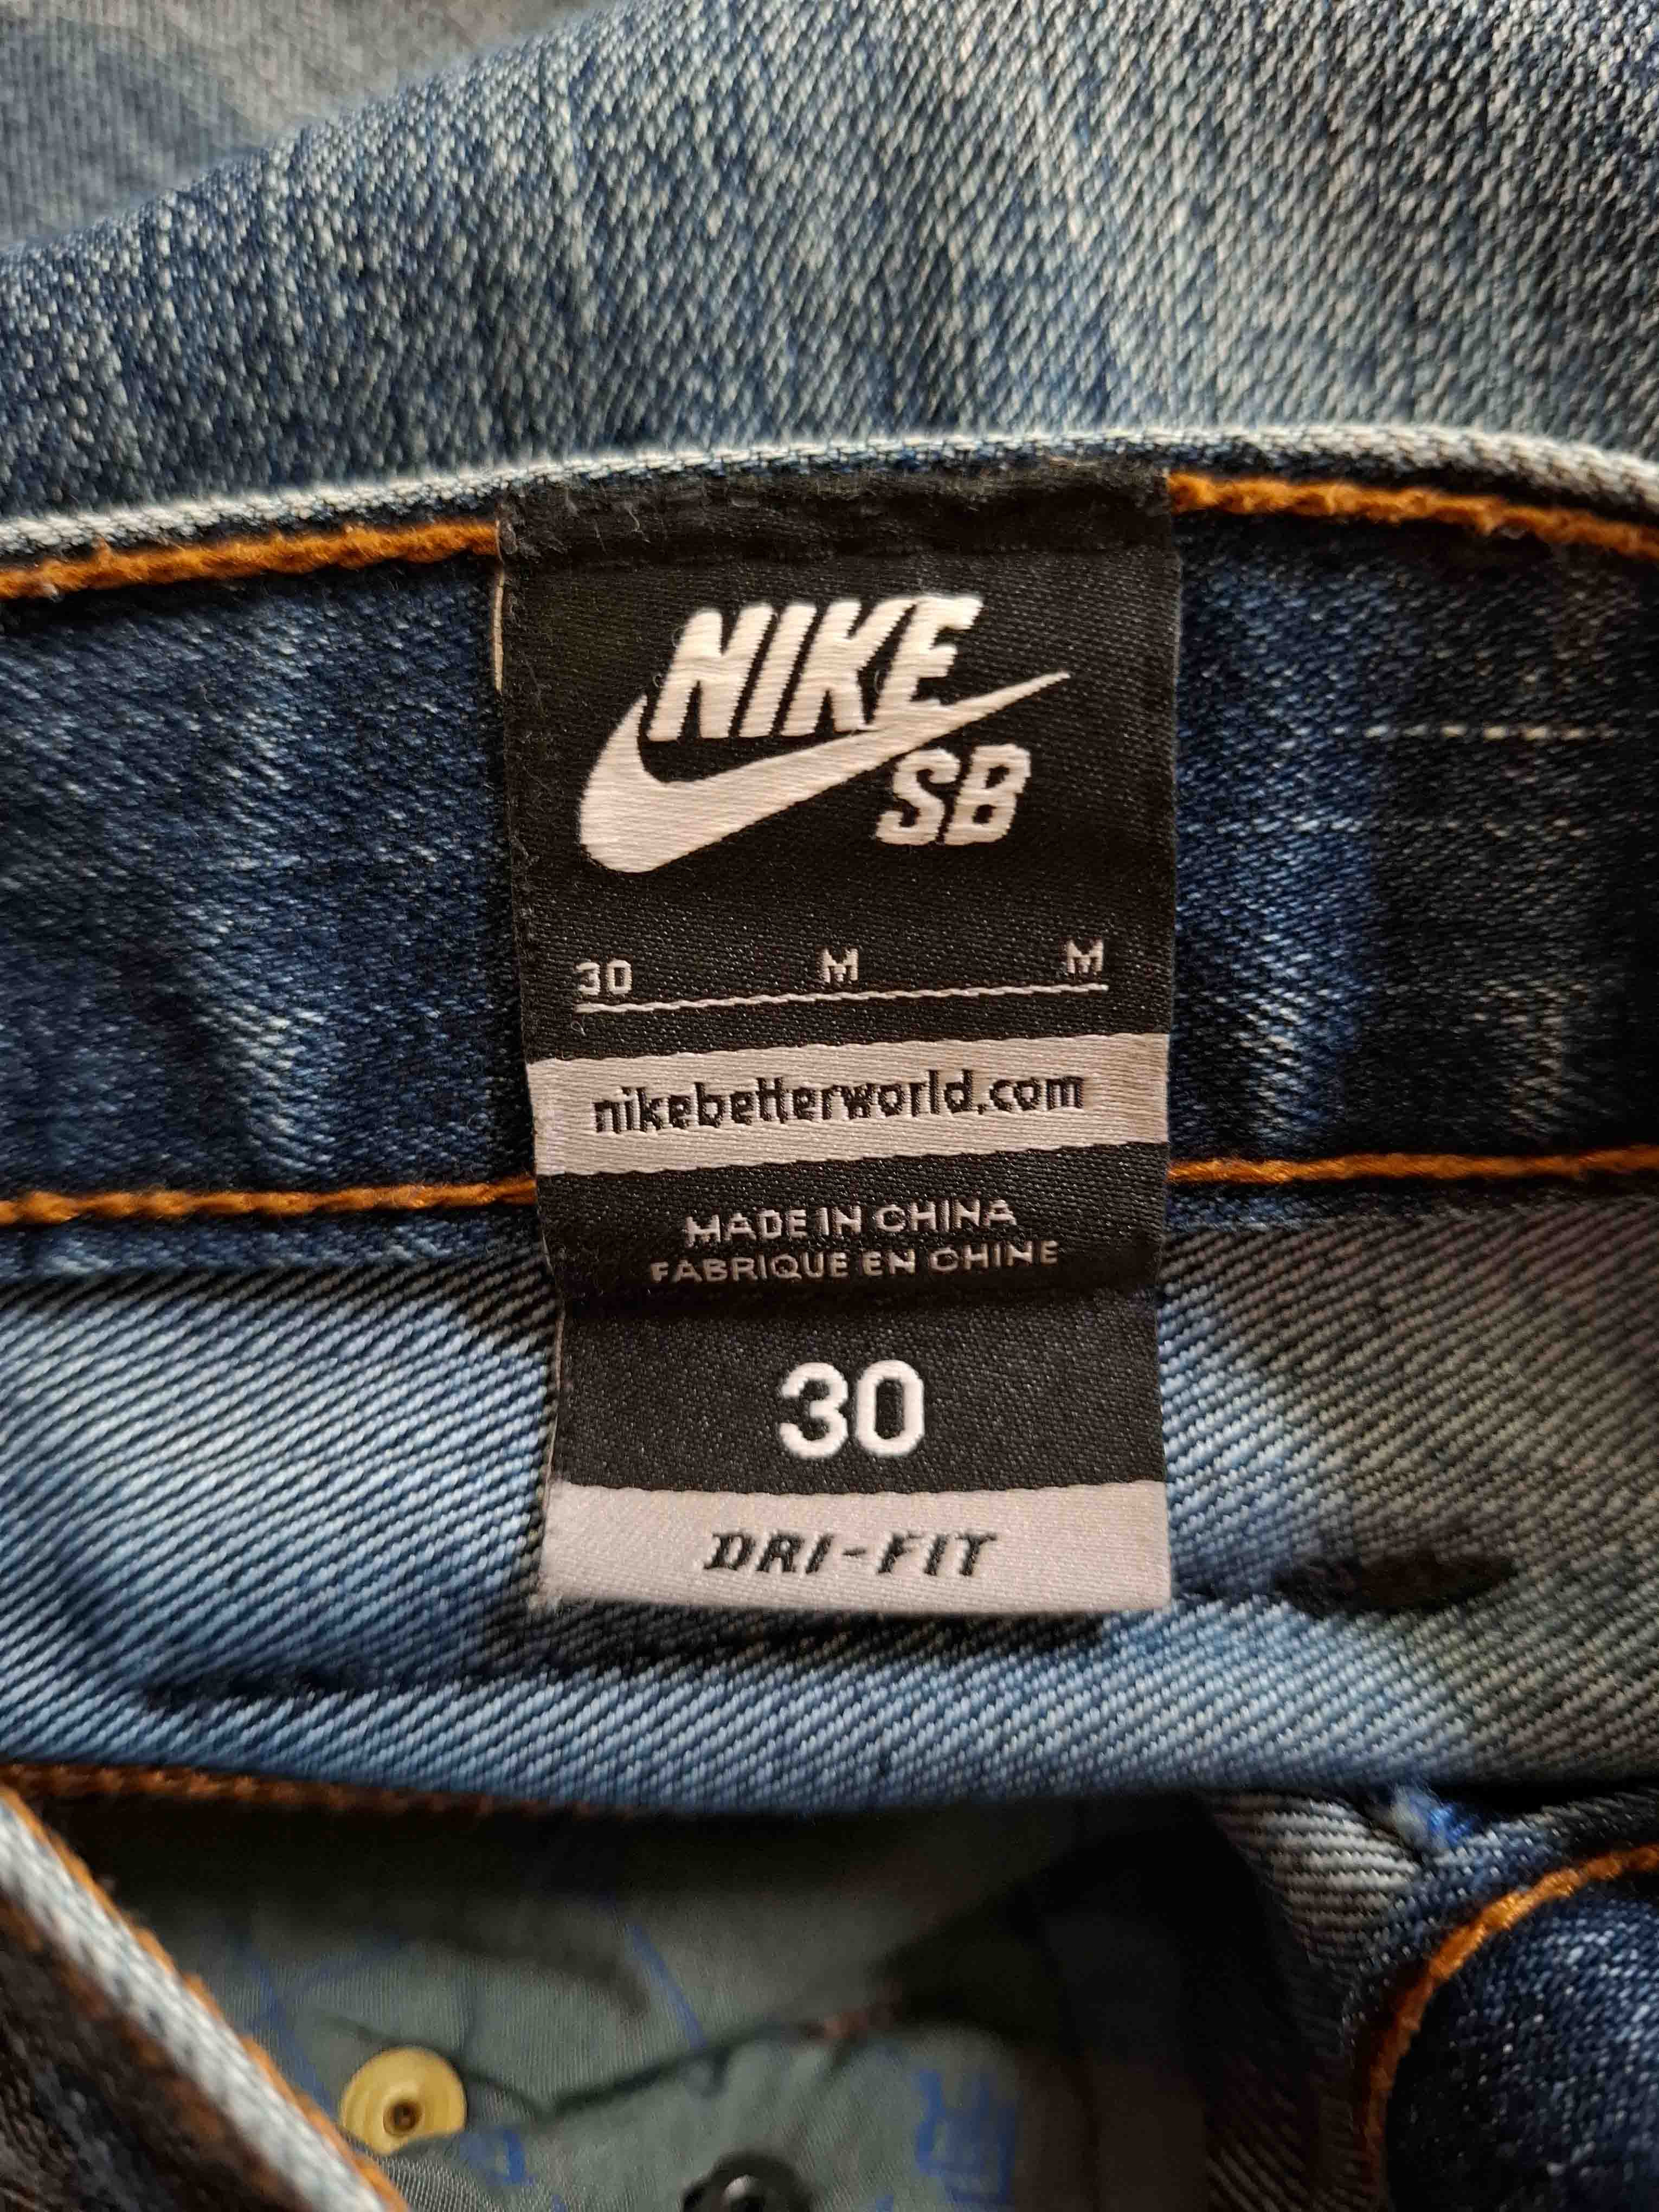 NIKE
SB
30 M M
nikebetterworld.com
MADE IN CHINA
FABRIQUE EN CHINE
30
DRI-FIT